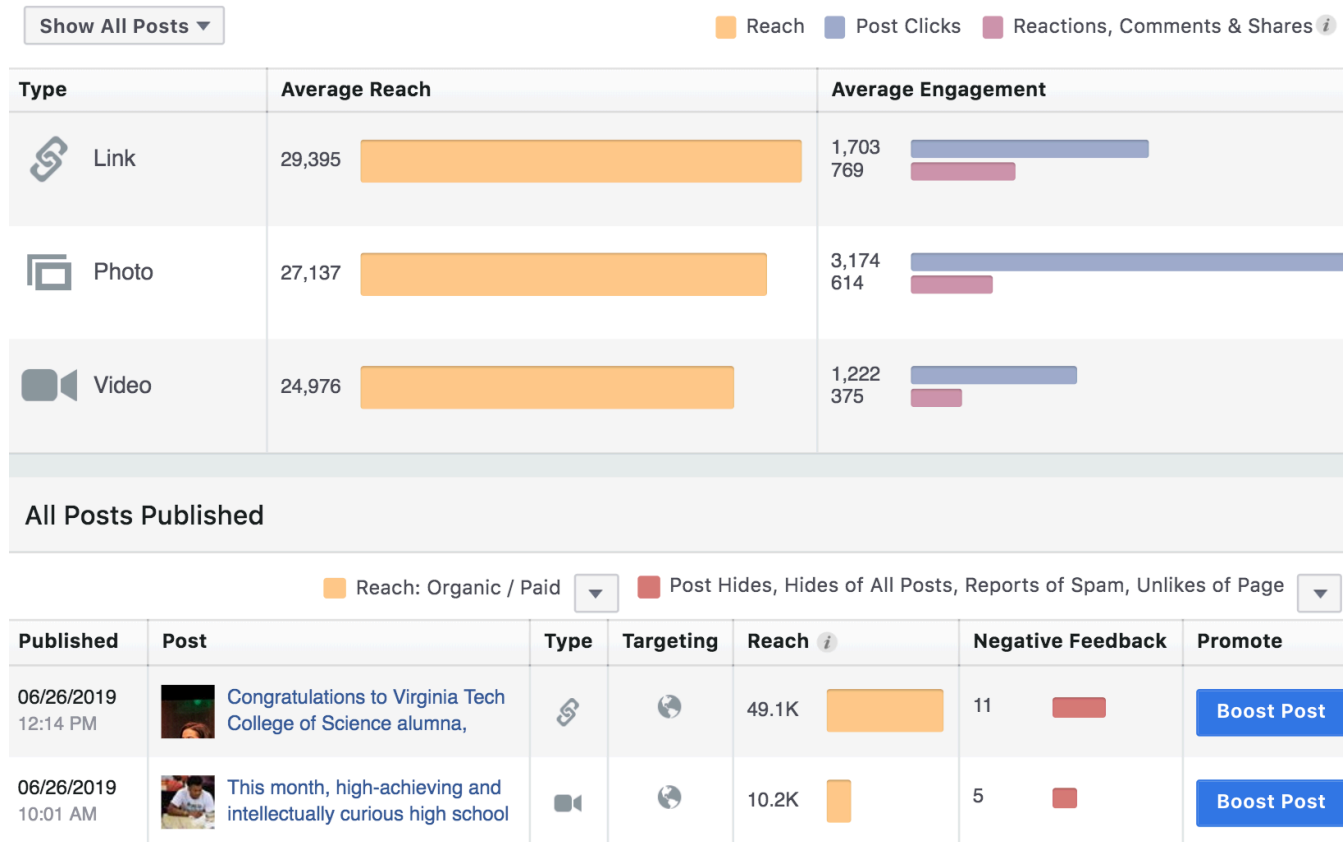 Show All Posts
Reach Post Clicks Reactions, Comments & Shares i
Type Average Reach Average Engagement
Link 29,395 1,703
769
Photo 27,137 3,174
614
Video 24,976 1,222
375
All Posts Published
Reach: Organic / Paid Post Hides, Hides of All Posts, Reports of Spam, Unlikes of Page
Published Post Type Targeting Reach i Negative Feedback Promote
06/26/2019 Congratulations to Virginia Tech
12:14 PM College of Science alumna, 49.1K 11 Boost Post
06/26/2019 This month, high-achieving and
10:01 AM intellectually curious high school 10.2K 5 Boost Post